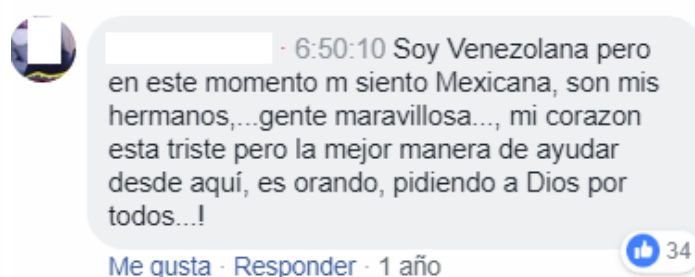 · 6:50:10 Soy Venezolana pero
en este momento m siento Mexicana, son mis
hermanos,...gente maravillosa..., mi corazon
esta triste pero la mejor manera de ayudar
desde aquí, es orando, pidiendo a Dios por
todos...!
34
Me gusta · Responder · 1 año